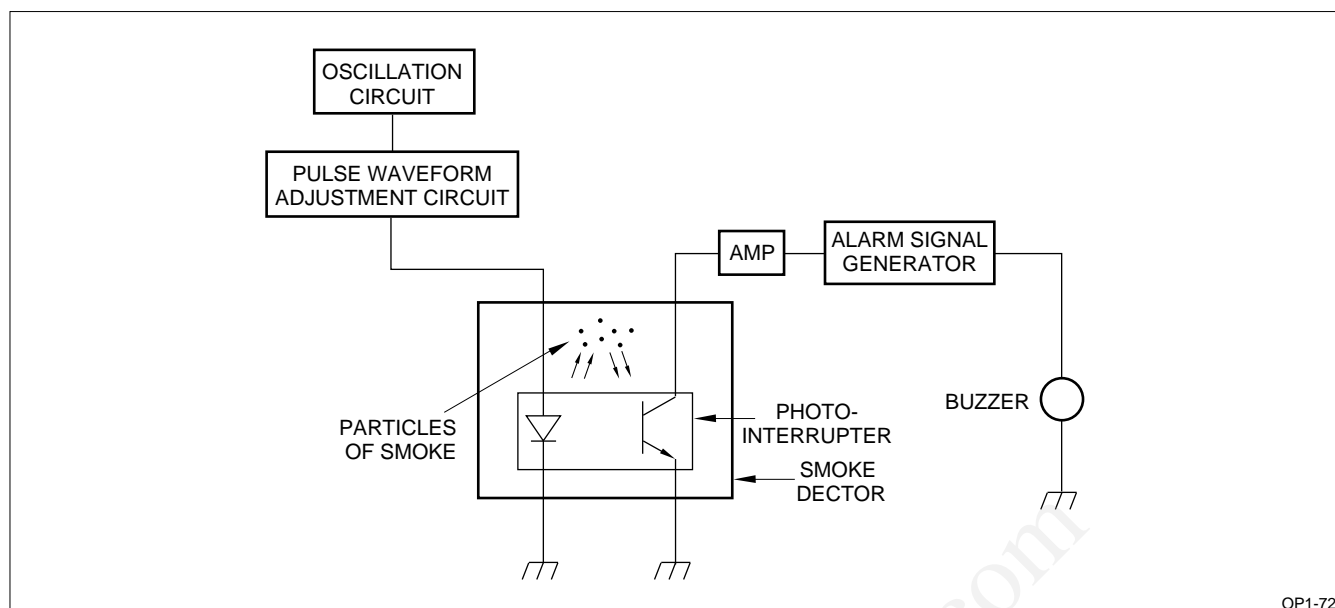 OSCILLATION
CIRCUIT
PULSE WAVEFORM
ADJUSTMENT CIRCUIT
AMP
ALARM SIGNAL
GENERATOR
PARTICLES
OF SMOKE
PHOTO-
INTERRUPTER
SMOKE
DECTOR
BUZZER
com
OP1-72